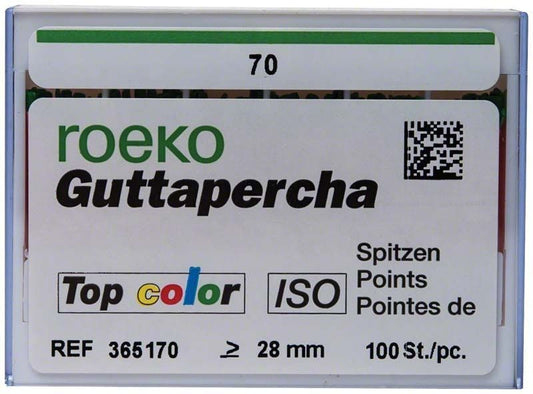 70
roeko
Guttapercha
Top color
ISO
Spitzen
Points
Pointes de
REF 365170 ≥ 28 mm 100 St./pc.